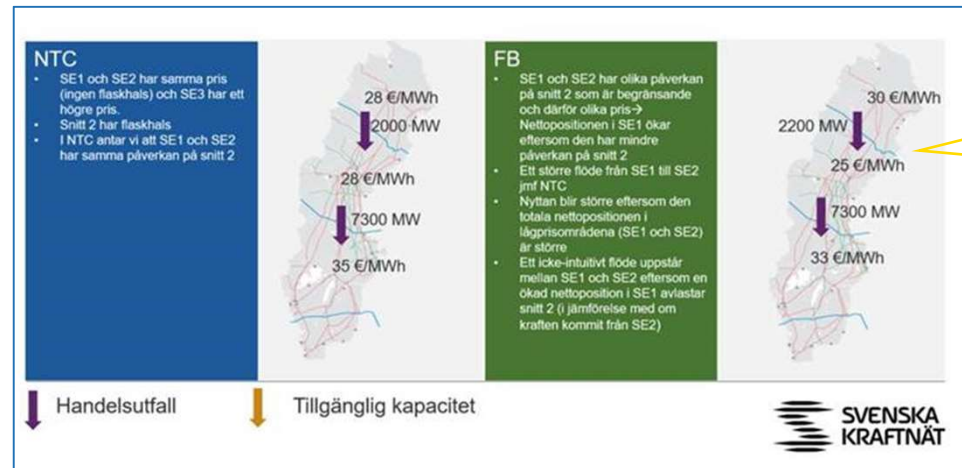 NTC
• SE1 och SE2 har samma pris
(ingen flaskhals) och SE3 har ett
högre pris.
• Snitt 2 har flaskhals
• I NTC antar vi att SE1 och SE2
har samma påverkan på snitt 2
28 €/MWh
2000 MW
28 €/MWh
7300 MW
35 €/MWh
FB
• SE1 och SE2 har olika påverkan
på snitt 2 som är begränsande
och därför olika pris→
Nettopositionen i SE1 ökar
eftersom den har mindre
påverkan på snitt 2
• Ett större flöde från SE1 till SE2
jmf NTC
• Nyttan blir större eftersom den
totala nettopositionen i
lågprisområdena (SE1 och SE2)
är större
• Ett icke-intuitivt flöde uppstår
mellan SE1 och SE2 eftersom en
ökad nettoposition i SE1 avlastar
snitt 2 (i jämförelse med om
kraften kommit från SE2)
30 €/MWh
2200 MW
25 €/MWh
7300 MW
33 €/MWh
Handelsutfall
Tillgänglig kapacitet
SVENSKA
KRAFTNÄT